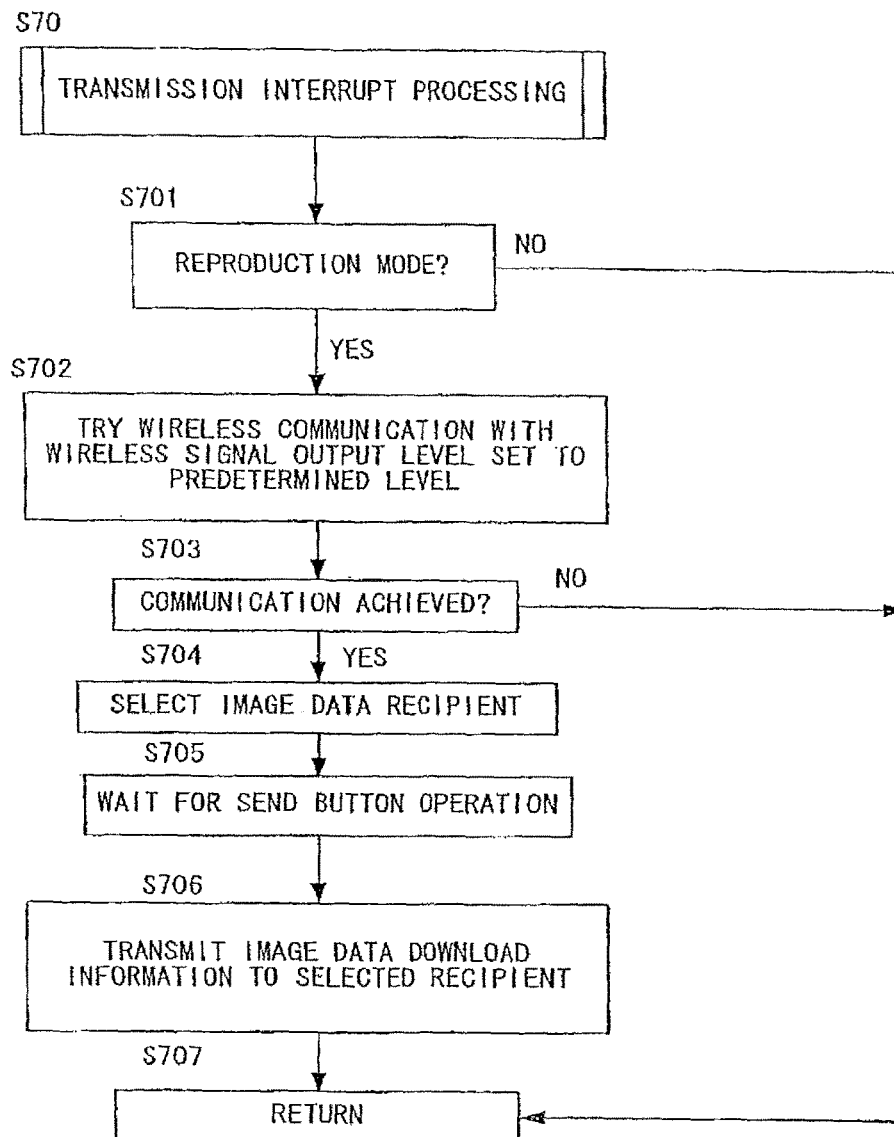 S70
TRANSMISSION INTERRUPT PROCESSING
S701
REPRODUCTION MODE?
NO
YES
S702
TRY WIRELESS COMMUNICATION WITH
WIRELESS SIGNAL OUTPUT LEVEL SET TO
PREDETERMINED LEVEL
S703
COMMUNICATION ACHIEVED?
NO
S704
YES
SELECT IMAGE DATA RECIPIENT
S705
WAIT FOR SEND BUTTON OPERATION
S706
TRANSMIT IMAGE DATA DOWNLOAD
INFORMATION TO SELECTED RECIPIENT
S707
RETURN